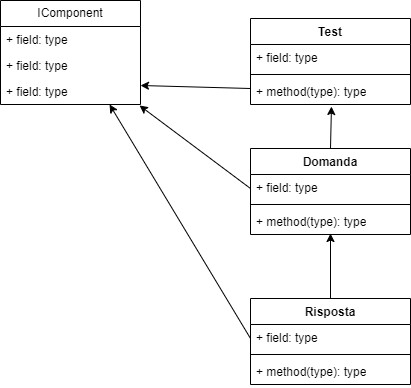 IComponent
+ field: type
+ field: type
+ field: type
Test
+ field: type
+ method(type): type
Domanda
+ field: type
+ method(type): type
Risposta
+ field: type
+ method(type): type